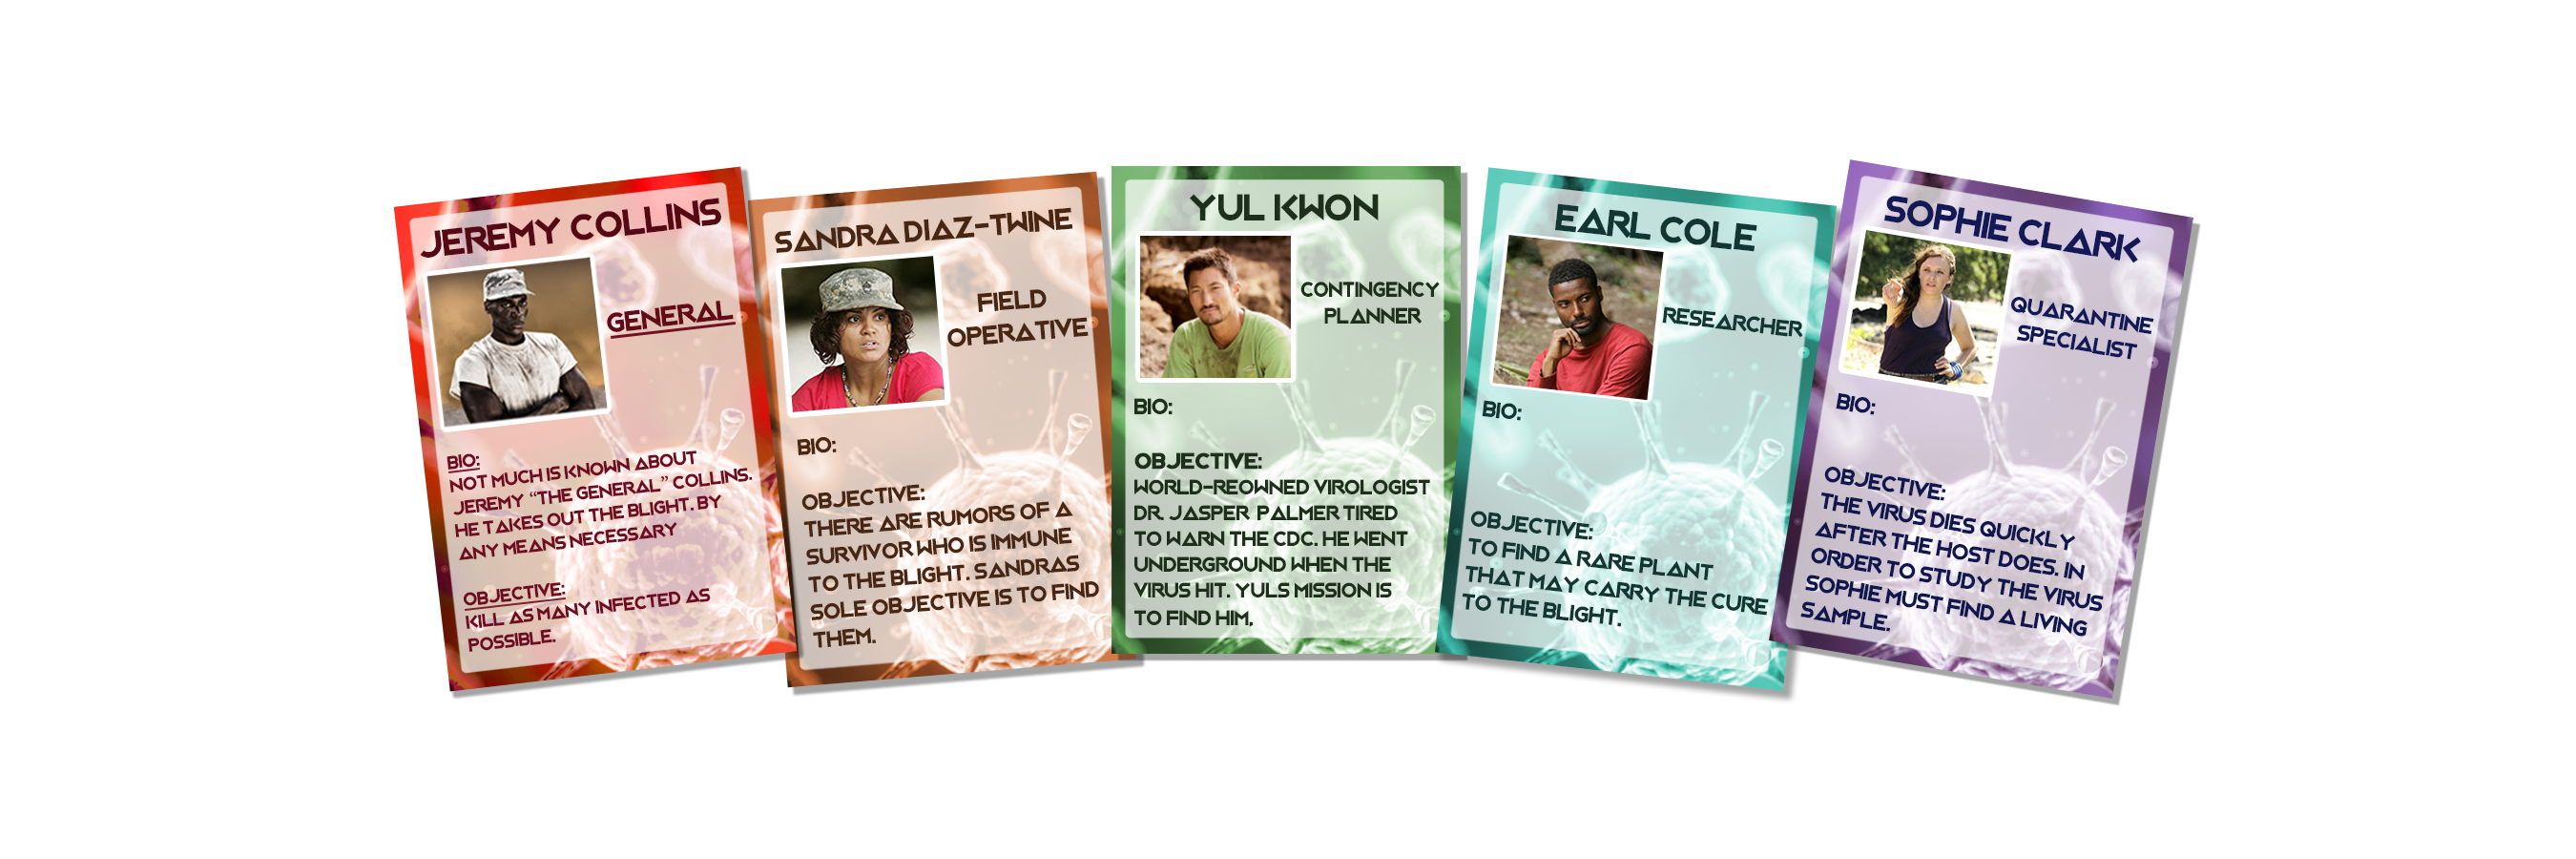 JEREMY COLLINS
GENERAL
BIO:
NOT MUCH IS KNOWN ABOUT
JEREMY "THE GENERAL" COLLINS.
HE TAKES OUT THE BLIGHT. BY
ANY MEANS NECESSARY
OBJECTIVE:
KILL AS MANY INFECTED AS
POSSIBLE.
SANDRA DIAZ-TWINE
FIELD
OPERATIVE
BIO:
OBJECTIVE:
THERE ARE RUMORS OF A
SURVIVOR WHO IS IMMUNE
TO THE BLIGHT. SANDRAS
SOLE OBJECTIVE IS TO FIND
THEM.
YUL KWON
CONTINGENCY
PLANNER
BIO:
OBJECTIVE:
WORLD-REOWNED VIROLOGIST
DR. JASPER PALMER TIRED
TO WARN THE CDC. HE WENT
UNDERGROUND WHEN THE
VIRUS HIT. YULS MISSION IS
TO FIND HIM,
EARL COLE
RESEARCHER
BIO:
OBJECTIVE:
TO FIND A RARE PLANT
THAT MAY CARRY THE CURE
TO THE BLIGHT.
SOPHIE CLARK
QUARANTINE
SPECIALIST
BIO:
OBJECTIVE:
THE VIRUS DIES QUICKLY
AFTER THE HOST DOES. IN
ORDER TO STUDY THE VIRUS
SOPHIE MUST FIND A LIVING
SAMPLE.